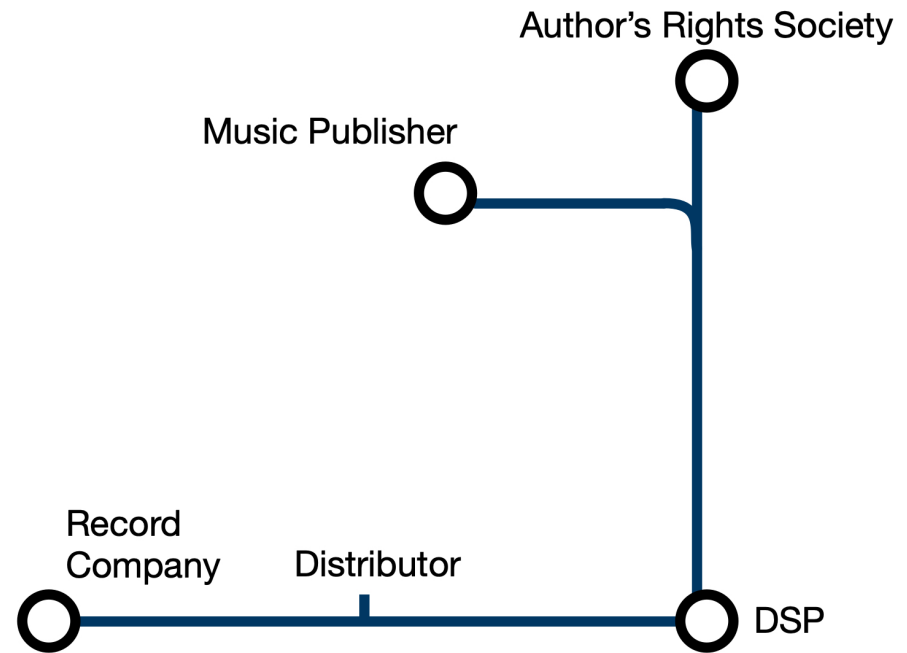 Author’s Rights Society
Music Publisher
Record
Company
Distributor
DSP